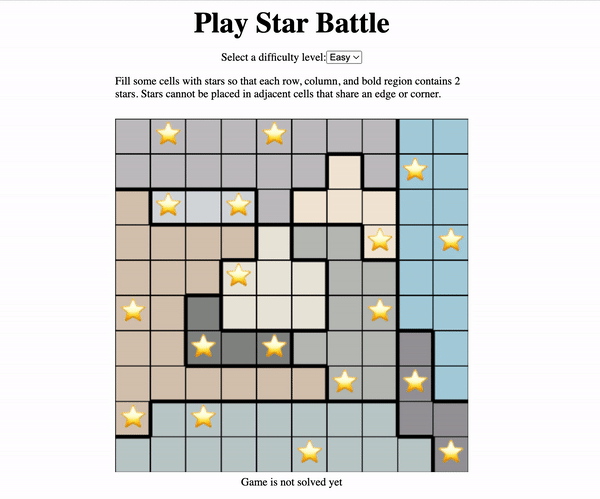 Play Star Battle
Select a difficulty level: Easy
Fill some cells with stars so that each row, column, and bold region contains 2
stars. Stars cannot be placed in adjacent cells that share an edge or corner.
Game is not solved yet